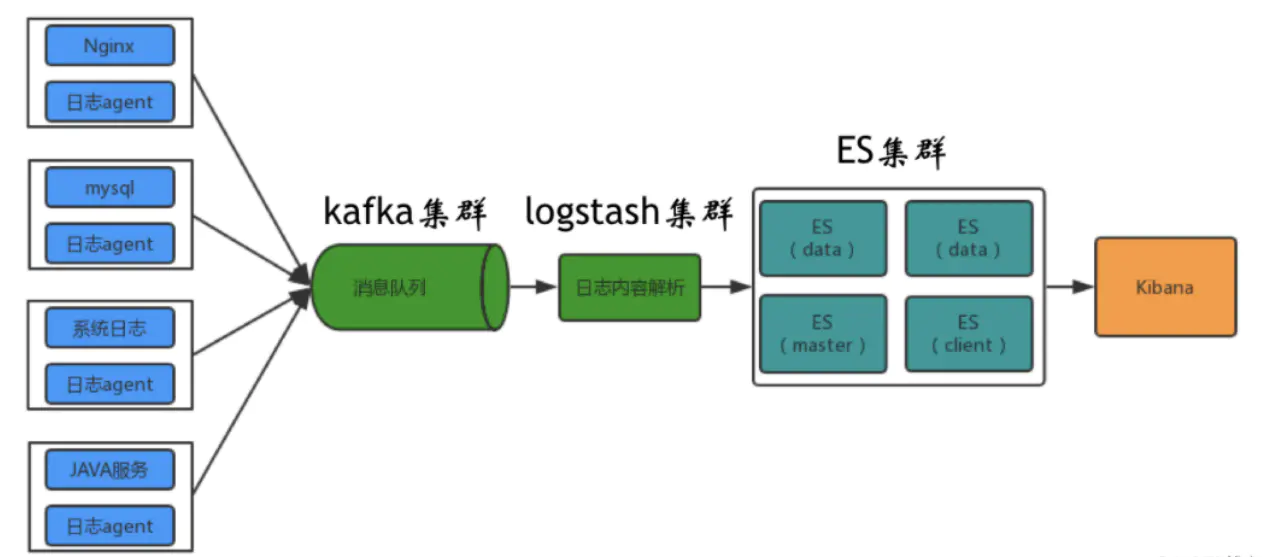 Nginx
日志agent
mysql
日志agent
系统日志
日志agent
JAVA服务
日志agent
kafka集群
消息队列
logstash集群
日志内容解析
ES集群
ES
（data）
ES
（data）
ES
（master）
ES
（client）
Kibana